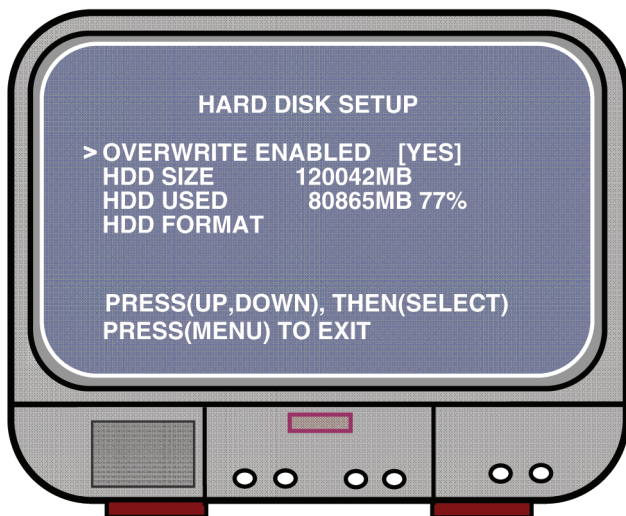 HARD DISK SETUP
> OVERWRITE ENABLED [YES]
HDD SIZE 120042MB
HDD USED 80865MB 77%
HDD FORMAT
PRESS(UP,DOWN), THEN(SELECT)
PRESS(MENU) TO EXIT